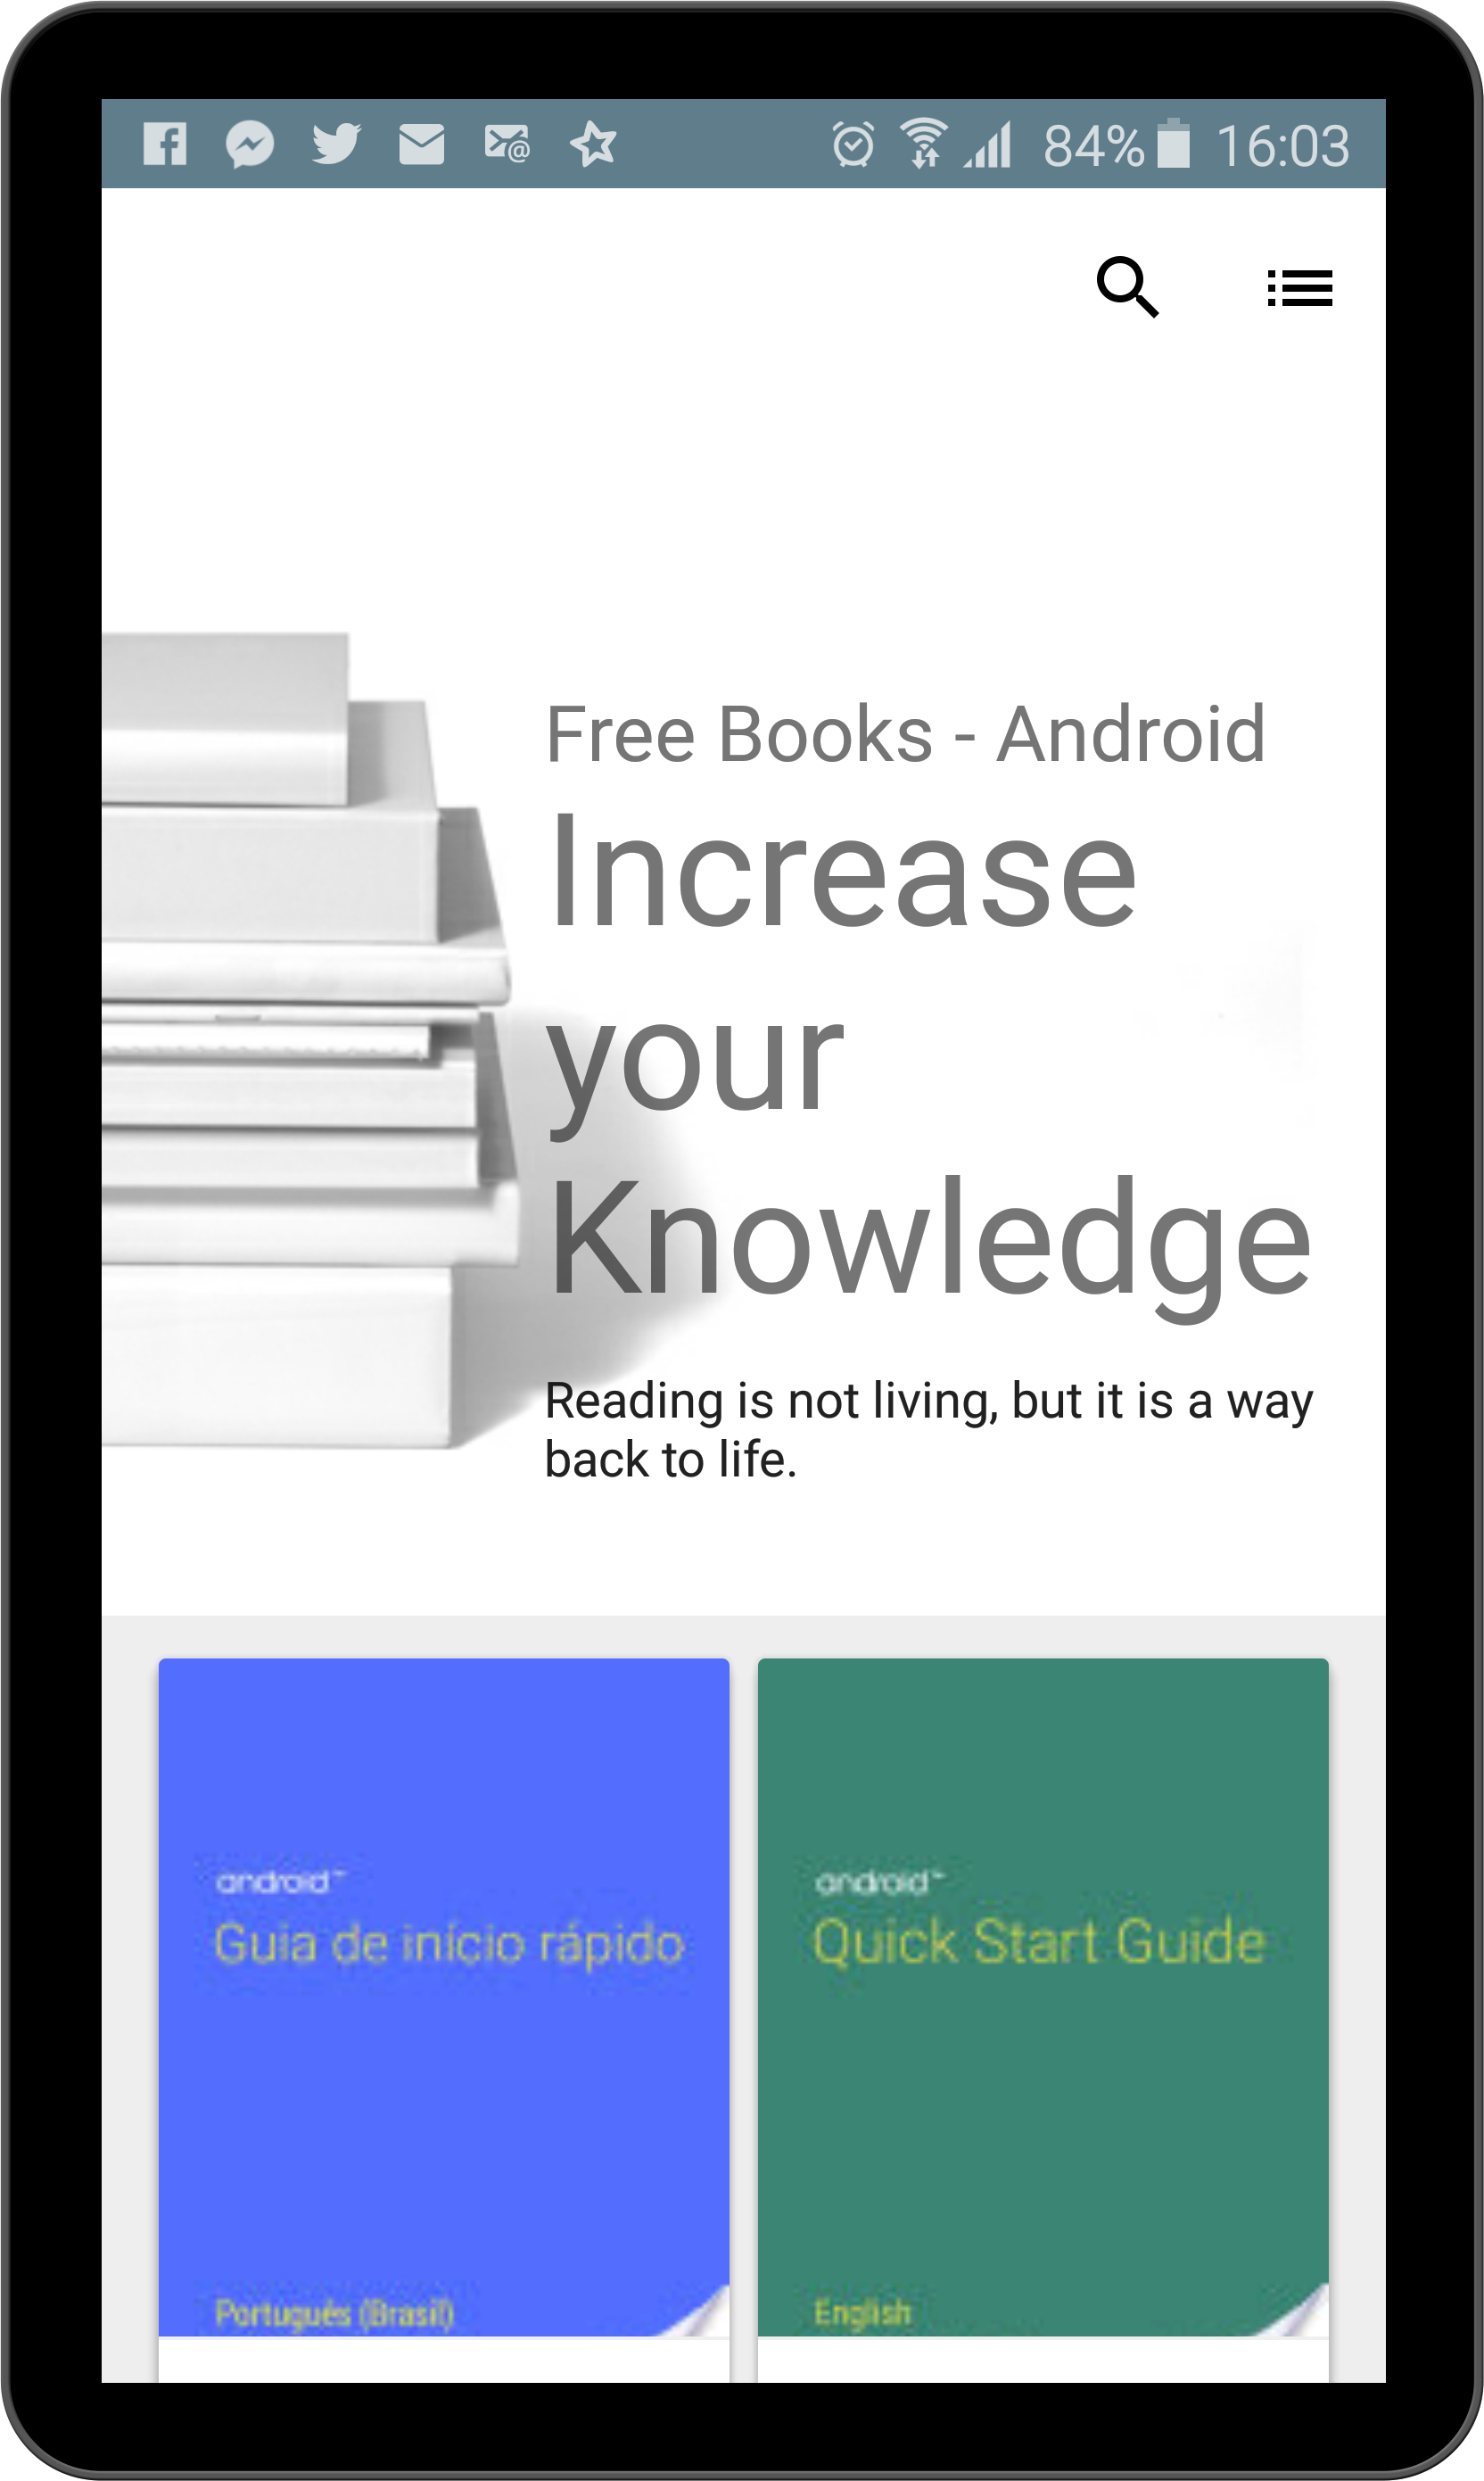 84% 16:03
Free Books - Android
Increase
your
Knowledge
Reading is not living, but it is a way
back to life.
android™
Guia de início rápido
Português (Brasil)
android™
Quick Start Guide
English